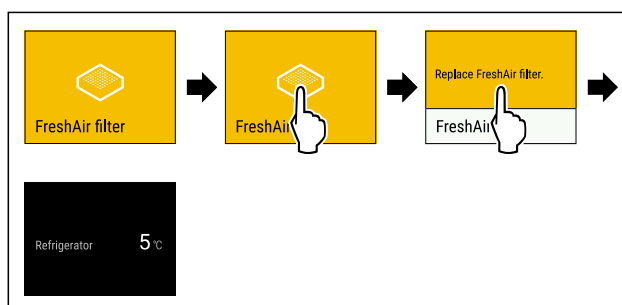 FreshAir filter
FreshAi
Replace FreshAir filter.
FreshAi
Refrigerator 5 °C